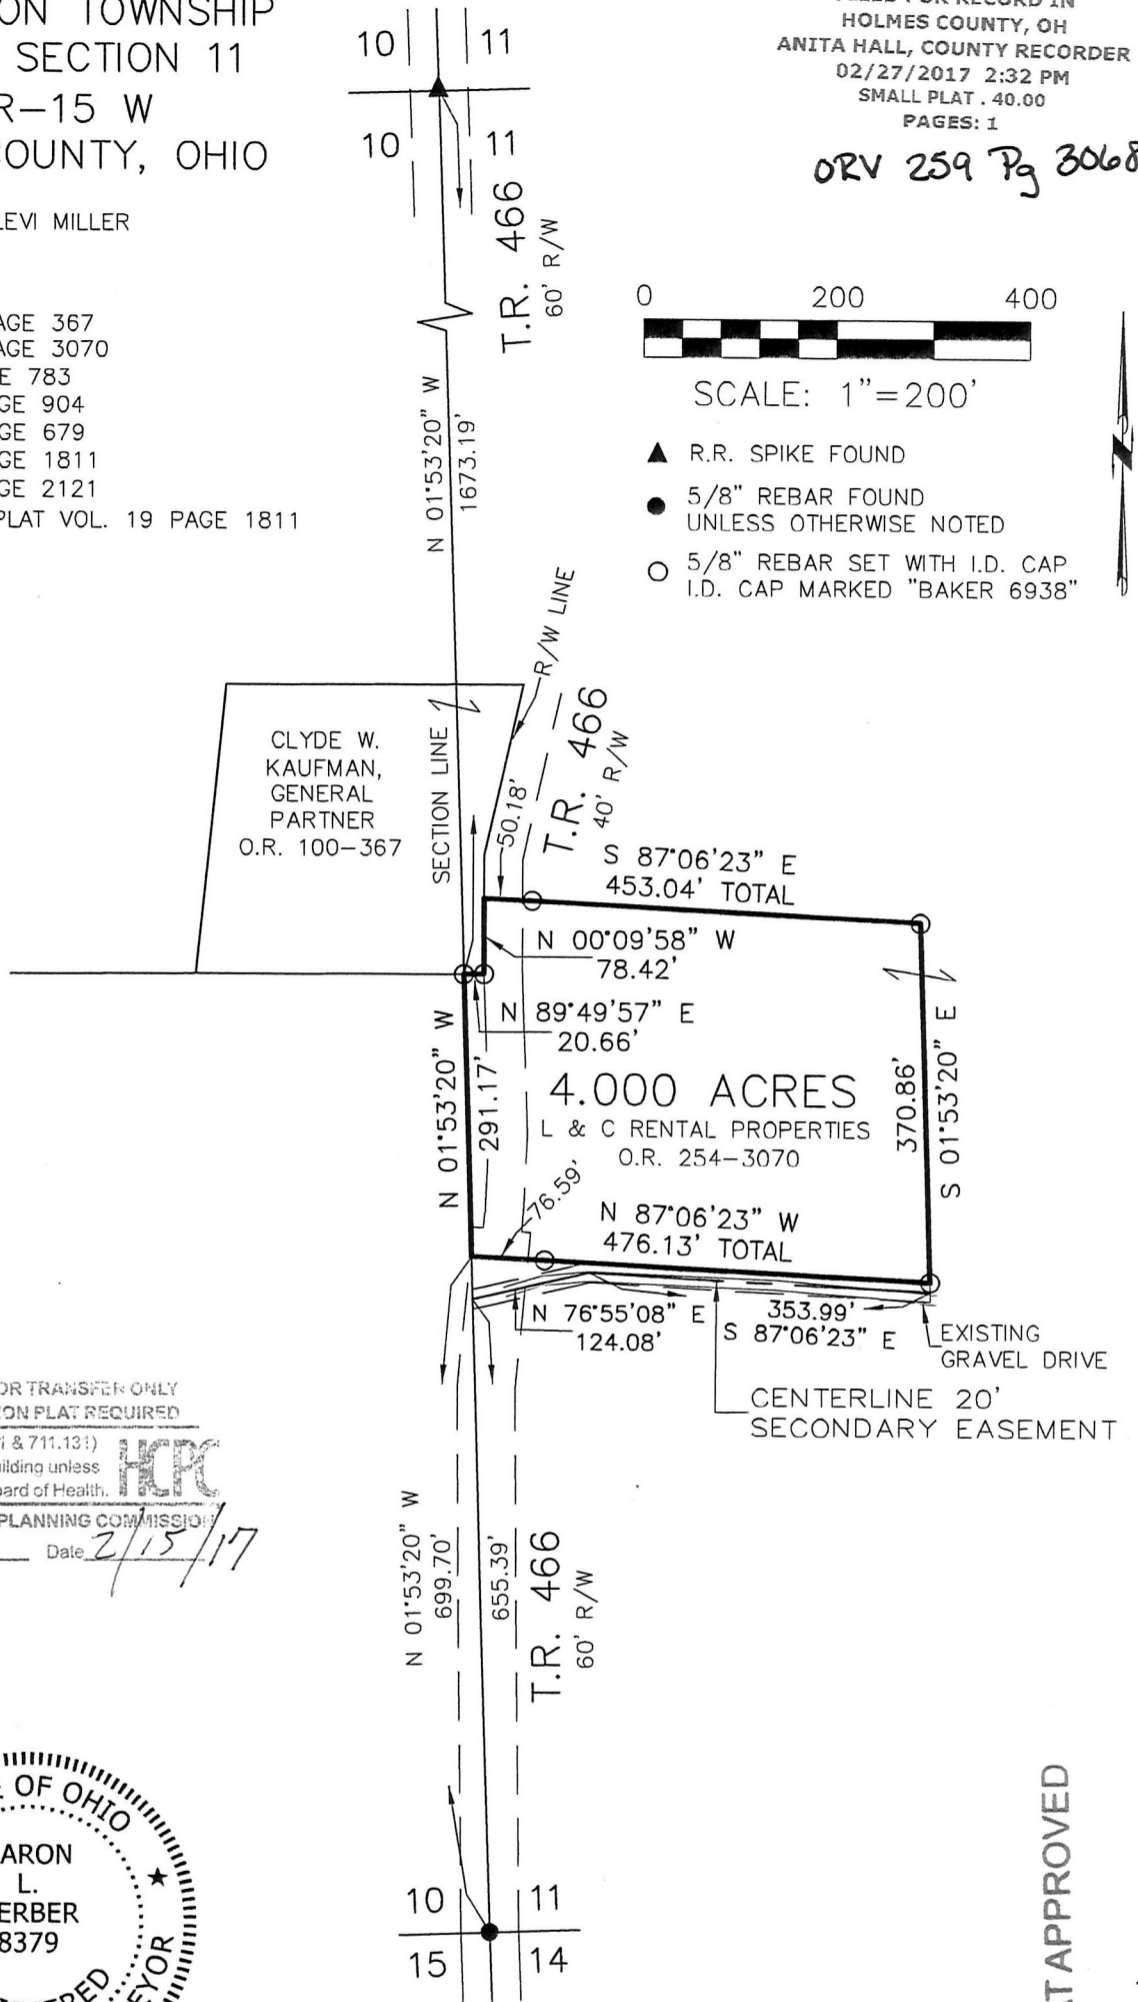 ON TOWNSHIP
SECTION 11
R-15 W
COUNTY, OHIO
LEVI MILLER
AGE 367
AGE 3070
E 783
GE 904
GE 679
GE 1811
GE 2121
PLAT VOL. 19 PAGE 1811
FILED FOR RECORD IN
HOLMES COUNTY, OH
ANITA HALL, COUNTY RECORDER
02/27/2017 2:32 PM
SMALL PLAT . 40.00
PAGES: 1
ORV 259 Pg 3068
10 11
10 11
T.R. 466
60' R/W
0 200 400
SCALE: 1"=200'
R.R. SPIKE FOUND
5/8" REBAR FOUND
UNLESS OTHERWISE NOTED
5/8" REBAR SET WITH I.D. CAP
I.D. CAP MARKED "BAKER 6938"
N
N 01°53'20" W
1673.19'
R/W LINE
CLYDE W.
KAUFMAN,
GENERAL
PARTNER
O.R. 100-367
SECTION LINE
50.18'
T.R. 466
40' R/W
S 87°06'23" E
453.04' TOTAL
N 00°09'58" W
78.42'
N 89°49'57" E
20.66'
N 01°53'20" W
291.17'
4.000 ACRES
L & C RENTAL PROPERTIES
O.R. 254-3070
370.86'
S 01°53'20" E
76.59'
N 87°06'23" W
476.13' TOTAL
N 76°55'08" E
124.08'
353.99'
S 87°06'23" E
EXISTING
GRAVEL DRIVE
CENTERLINE 20'
SECONDARY EASEMENT
OR TRANSFER ONLY
ON PLAT REQUIRED
1 & 711.131)
ilding unless
oard of Health.
HCPC
PLANNING COMMISSION
Date 2/15/17
N 01°53'20" W
699.70'
655.39'
T.R. 466
60' R/W
10 11
15 14
E OF OHIO
ARON
L.
ERBER
8379
ERED
EYOR
AT APPROVED